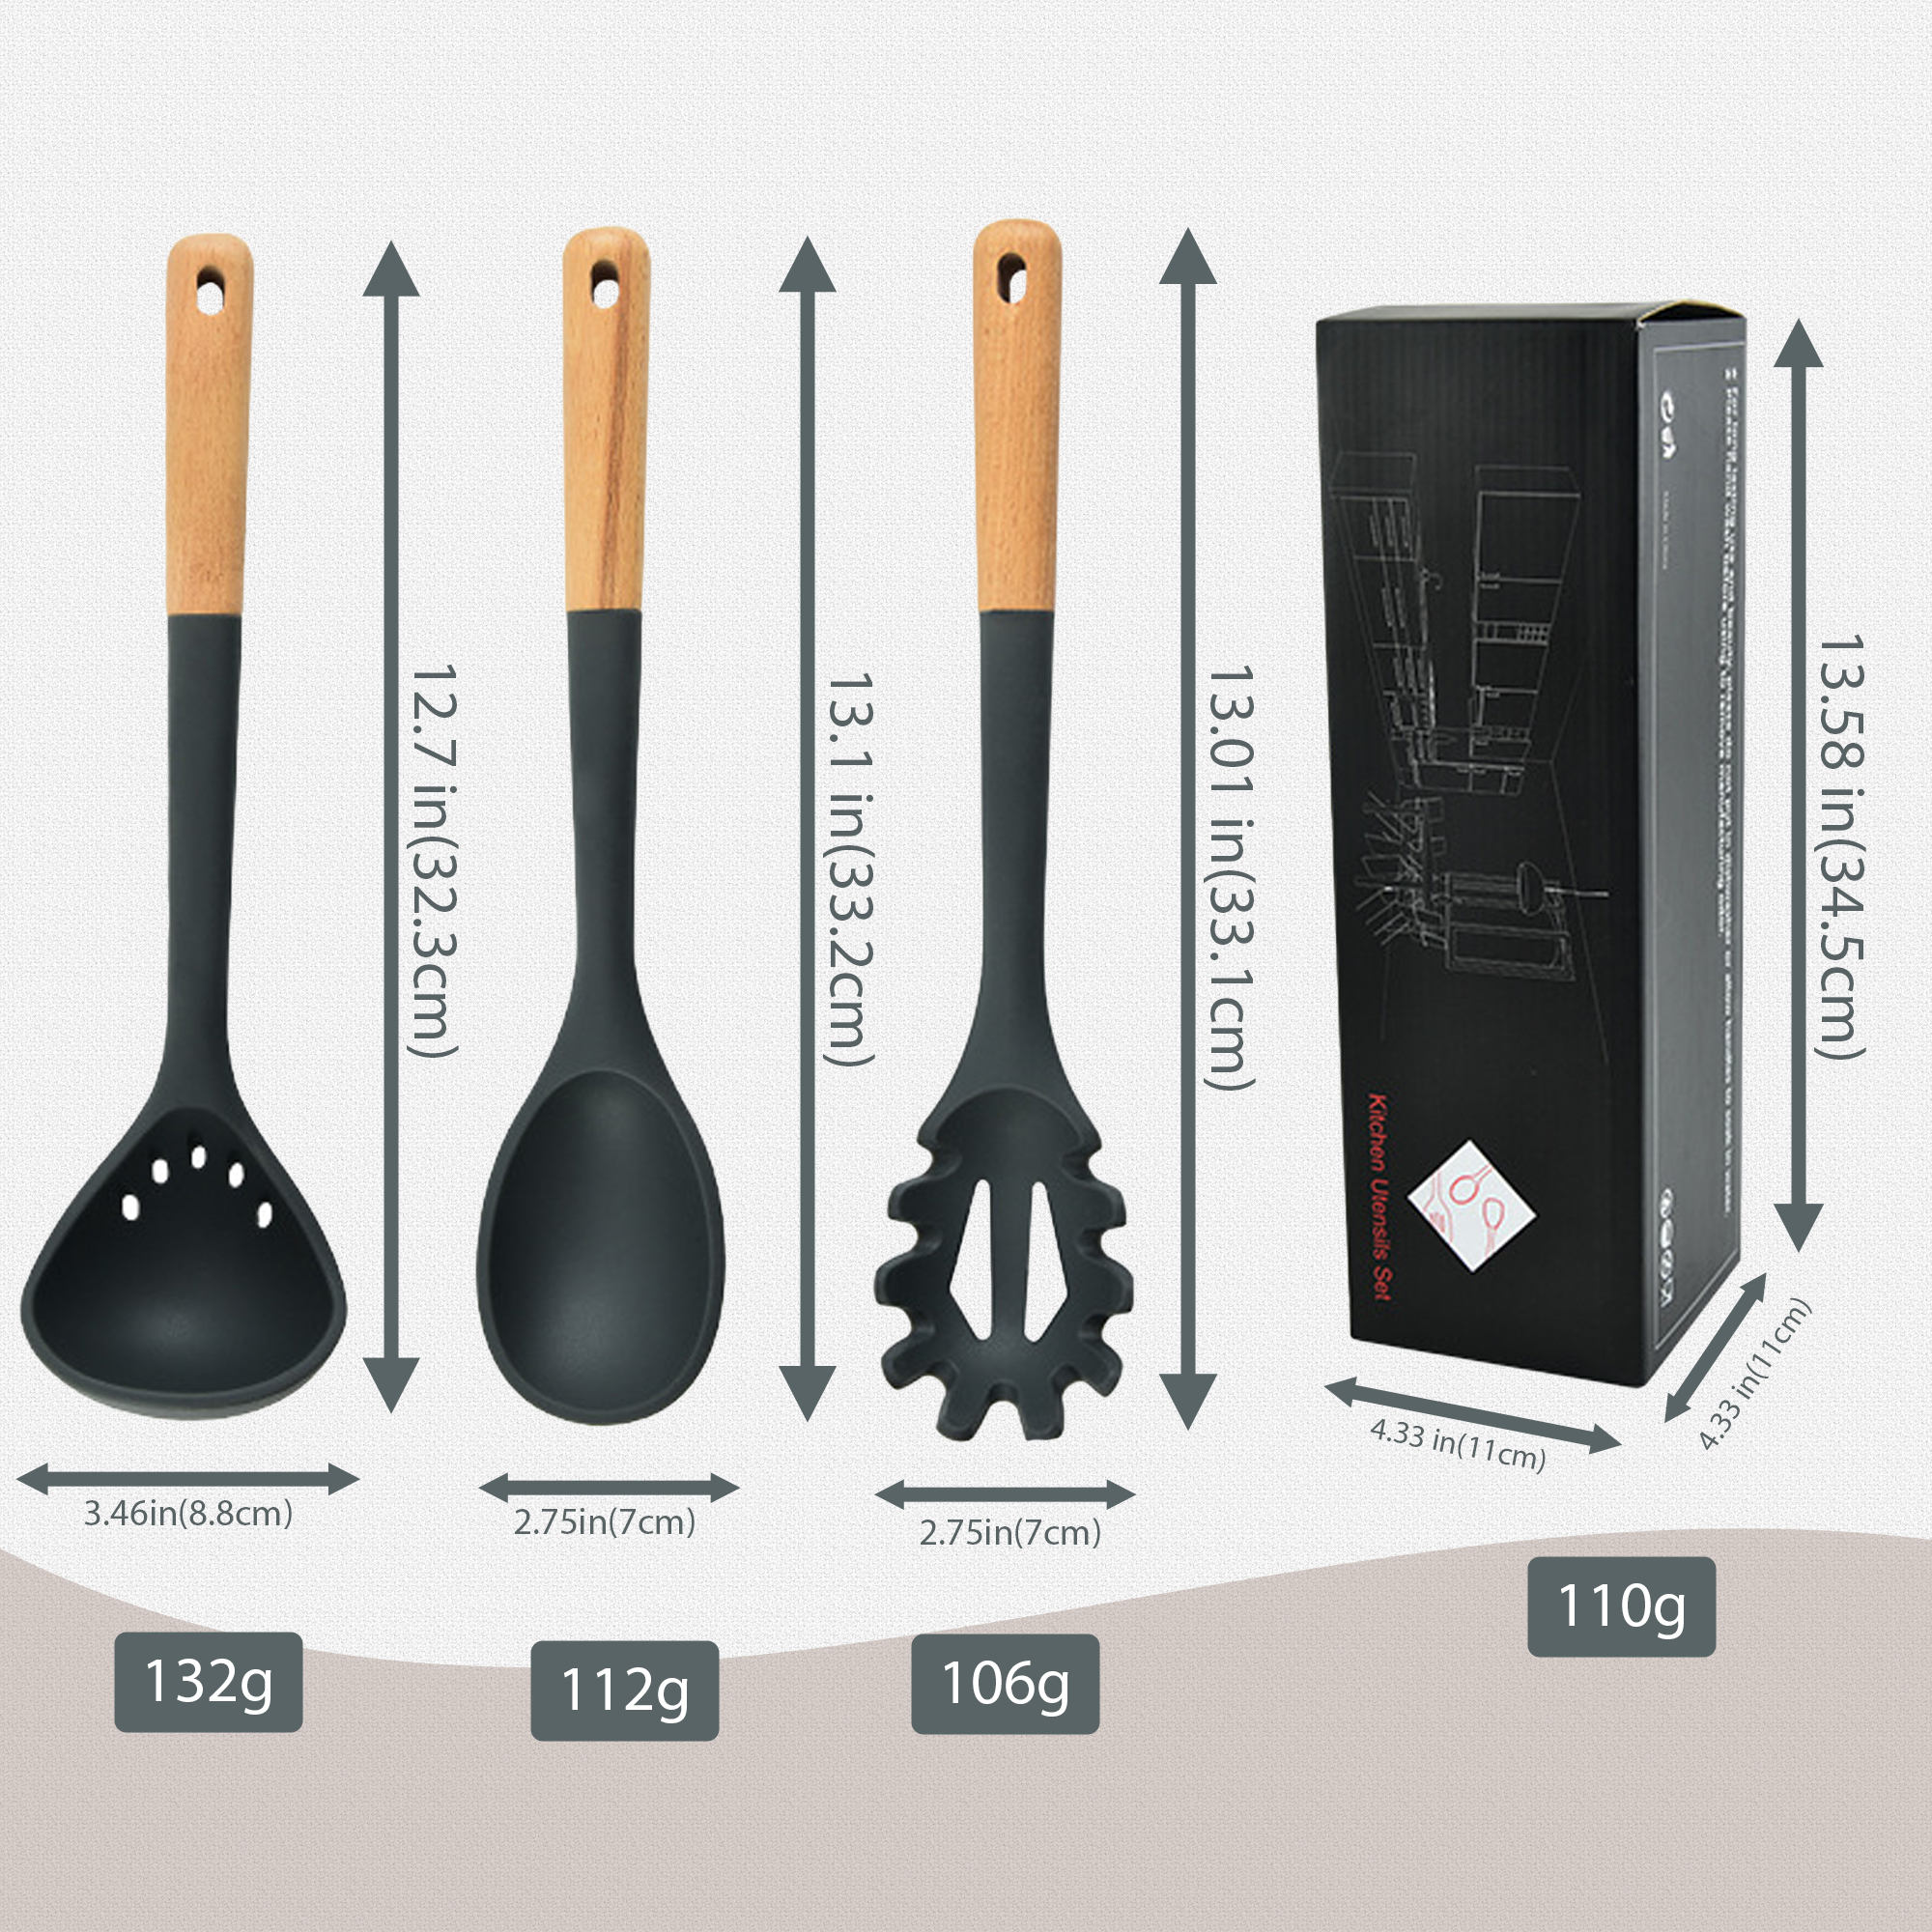 12.7 in(32.3cm)
13.1 in(33.2cm)
13.01 in(33.1cm)
13.58 in(34.5cm)
Kitchen Utensils Set
3.46in(8.8cm)
2.75in(7cm)
2.75in(7cm)
4.33 in(11cm)
4.33 in(11cm)
132g
112g
106g
110g